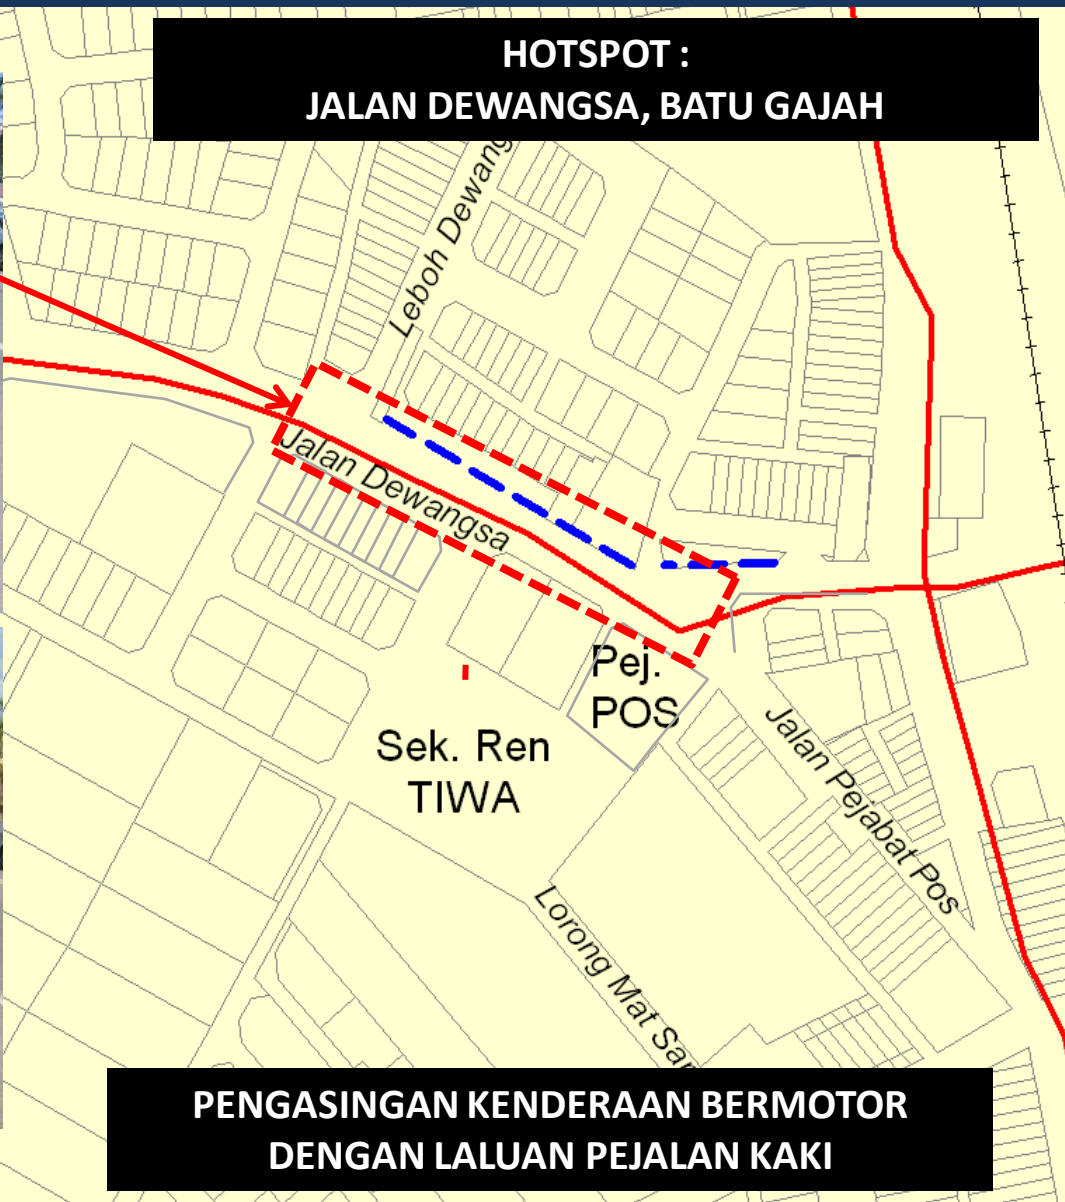 HOTSPOT :
JALAN DEWANGSA, BATU GAJAH
Leboh Dewang
Jalan Dewangsa
Pej.
POS
Sek. Ren
TIWA
Jalan Pejabat Pos
Lorong Mat Sar
PENGASINGAN KENDERAAN BERMOTOR
DENGAN LALUAN PEJALAN KAKI